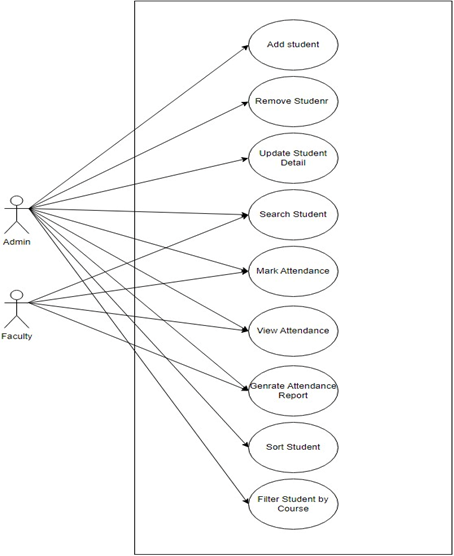 Add student
Remove Studenr
Update Student
Detail
Search Student
Admin
Mark Attendance
View Attendance
Faculty
Genrate Attendance
Report
Sort Student
Filter Student by
Course